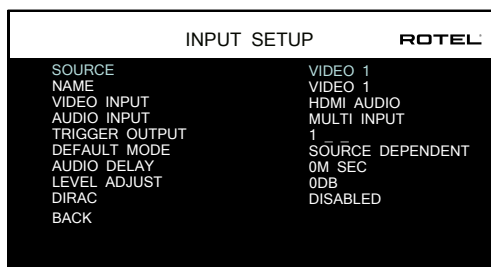 INPUT SETUP
ROTEL
SOURCE VIDEO 1
NAME VIDEO 1
VIDEO INPUT HDMI AUDIO
AUDIO INPUT MULTI INPUT
TRIGGER OUTPUT 1 _ _
DEFAULT MODE SOURCE DEPENDENT
AUDIO DELAY 0M SEC
LEVEL ADJUST 0DB
DIRAC DISABLED
BACK